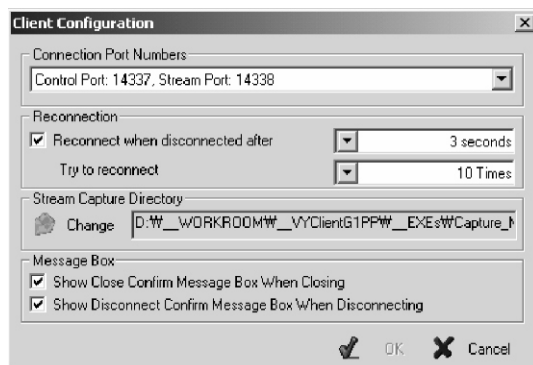 Client Configuration
Connection Port Numbers
Control Port: 14337, Stream Port: 14338
Reconnection
Reconnect when disconnected after
3 seconds
Try to reconnect
10 Times
Stream Capture Directory
Change
D:₩__WORKROOM₩__VYClientG1PP₩__EXEs₩Capture_
Message Box
Show Close Confirm Message Box When Closing
Show Disconnect Confirm Message Box When Disconnecting
OK
Cancel